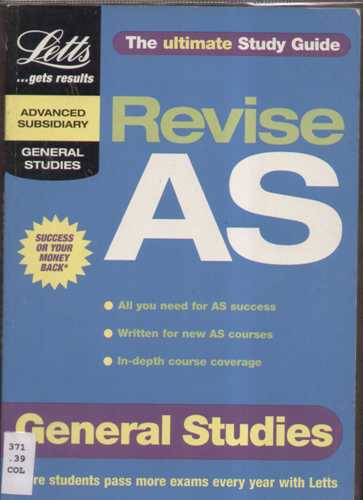 Letts
...gets results
The ultimate Study Guide
ADVANCED
SUBSIDIARY
GENERAL
STUDIES
Revise
AS
SUCCESS
OR YOUR
MONEY
BACK*
All you need for AS success
Written for new AS courses
In-depth course coverage
General Studies
371
.39
COL
students pass more exams every year with Letts